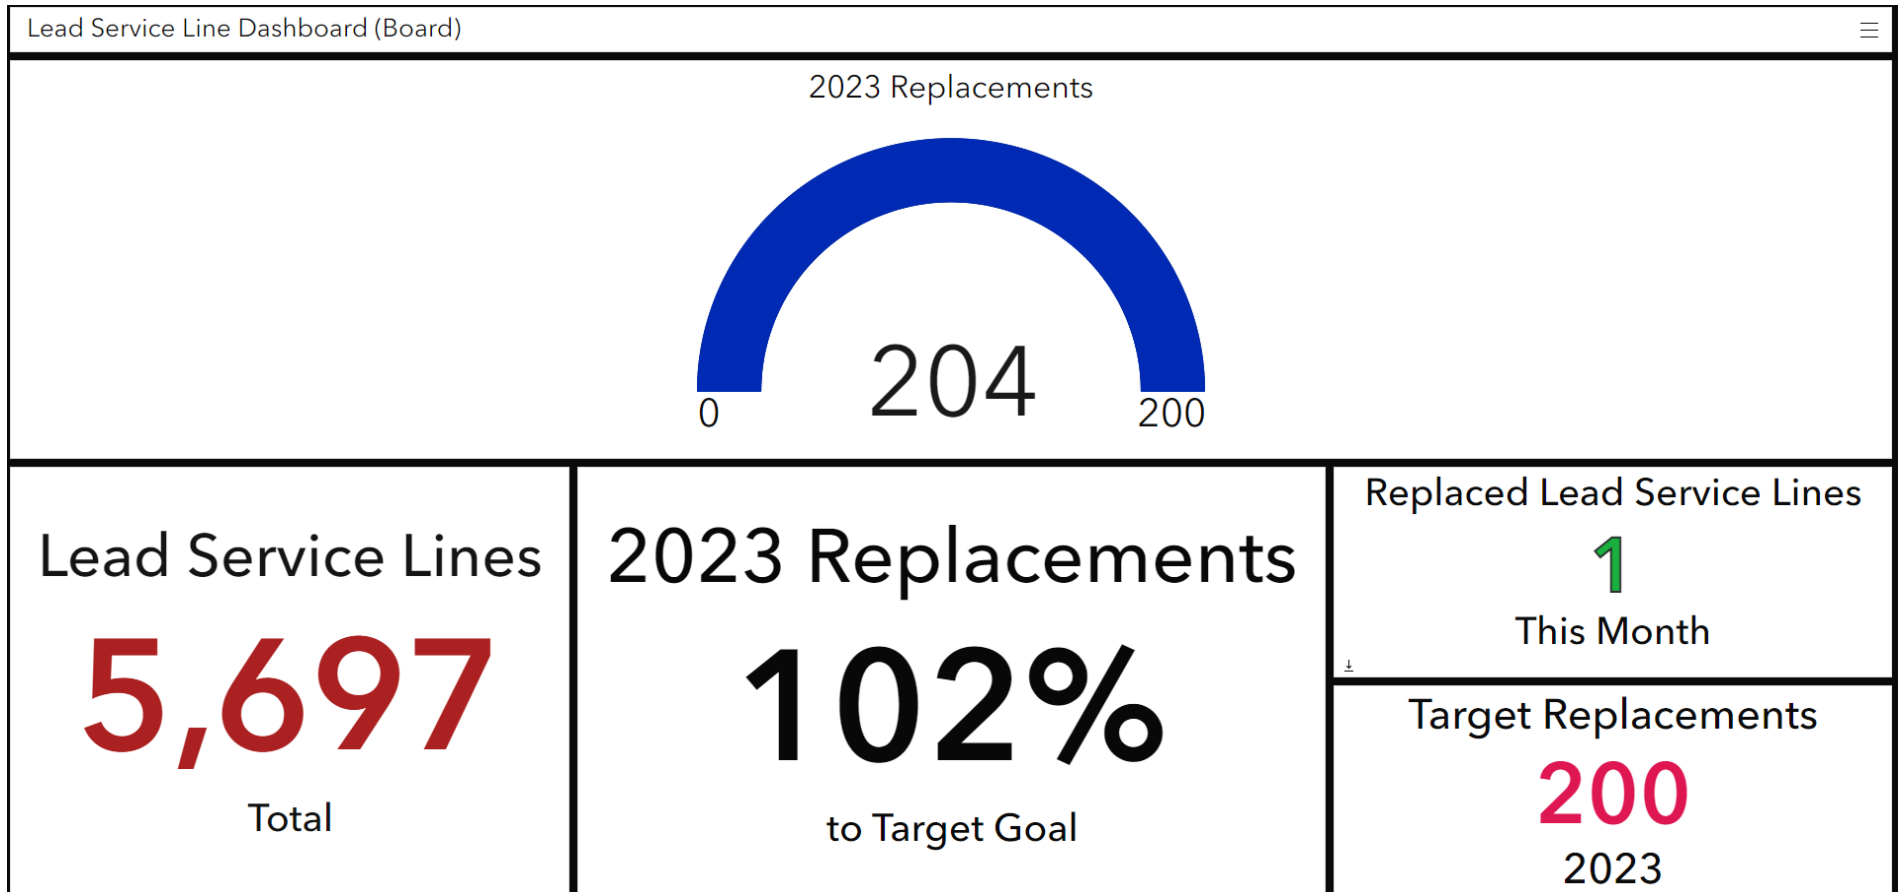 Lead Service Line Dashboard (Board)
2023 Replacements
204
0
200
Lead Service Lines
5,697
Total
2023 Replacements
102%
to Target Goal
Replaced Lead Service Lines
1
This Month
Target Replacements
200
2023